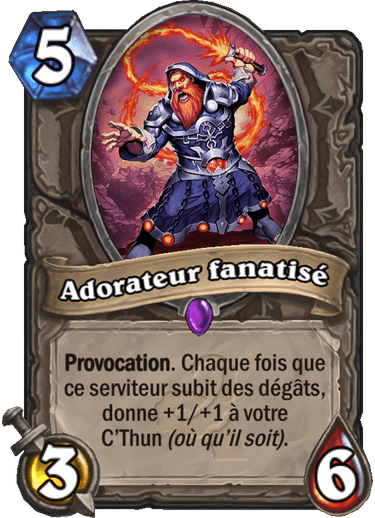 5
Adorateur fanatisé
Provocation. Chaque fois que
ce serviteur subit des dégâts,
donne +1/+1 à votre
C'Thun (où qu'il soit).
3
6